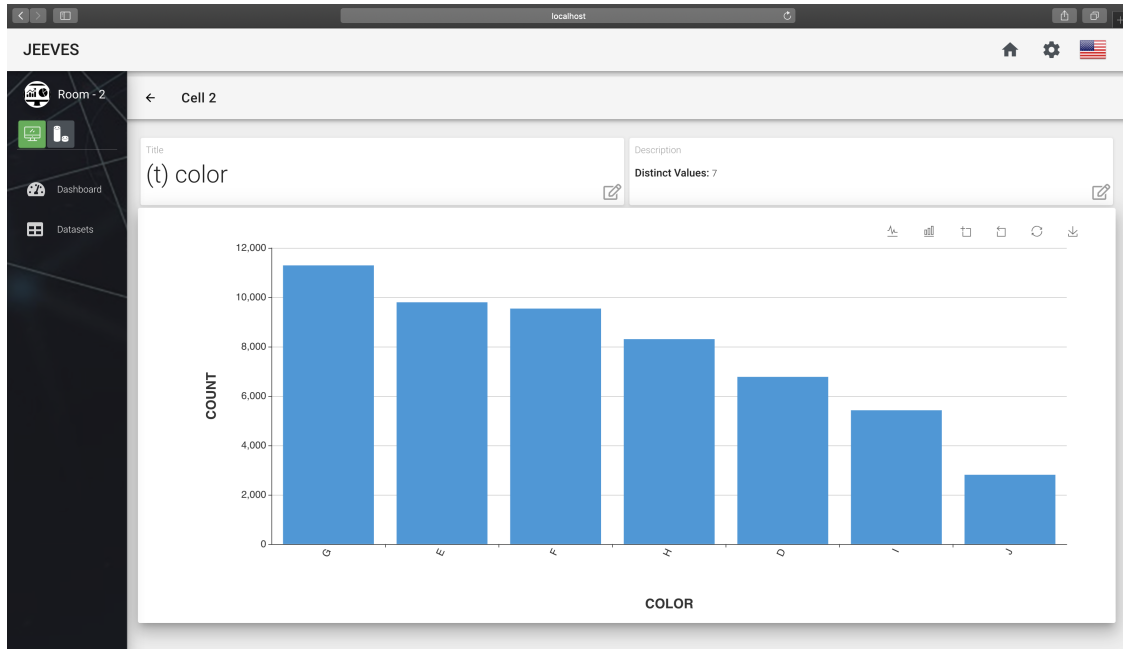 localhost
JEEVES
Room - 2
Cell 2
Title
(t) color
Description
Distinct Values: 7
Dashboard
Datasets
12,000
10,000
8,000
6,000
4,000
2,000
0
COUNT
G
E
F
H
D
I
J
COLOR